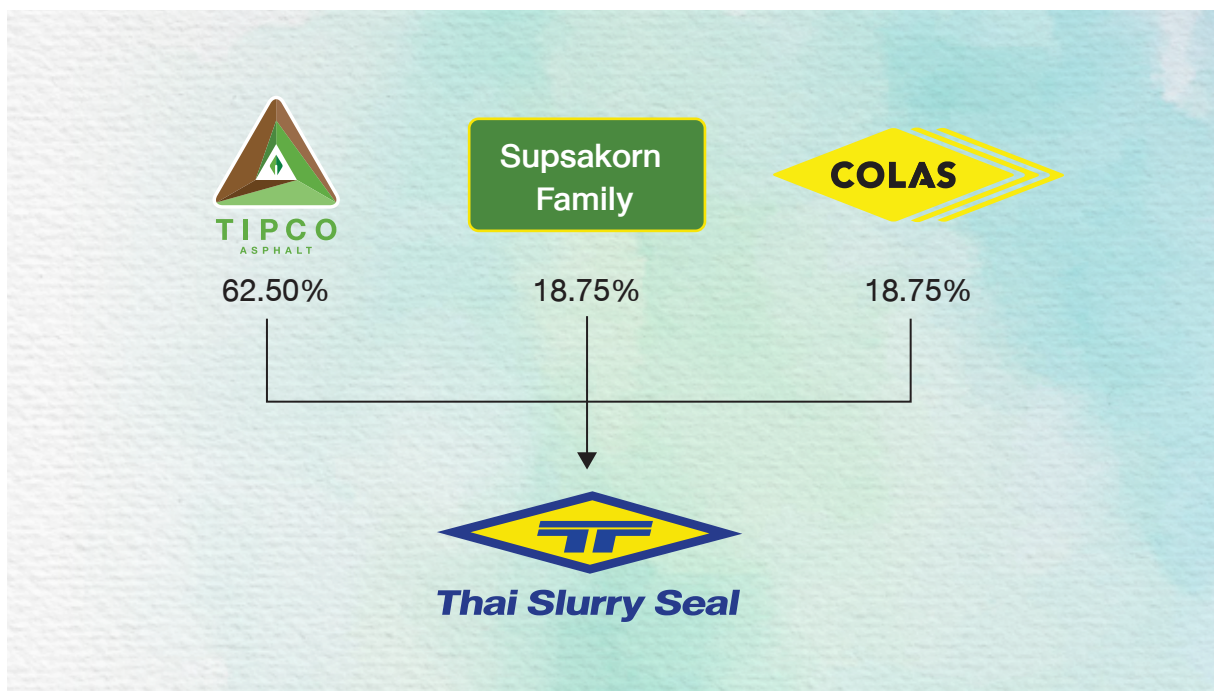 TIPCO
ASPHALT
Supsakorn
Family
COLAS
62.50%
18.75%
18.75%
Thai Slurry Seal